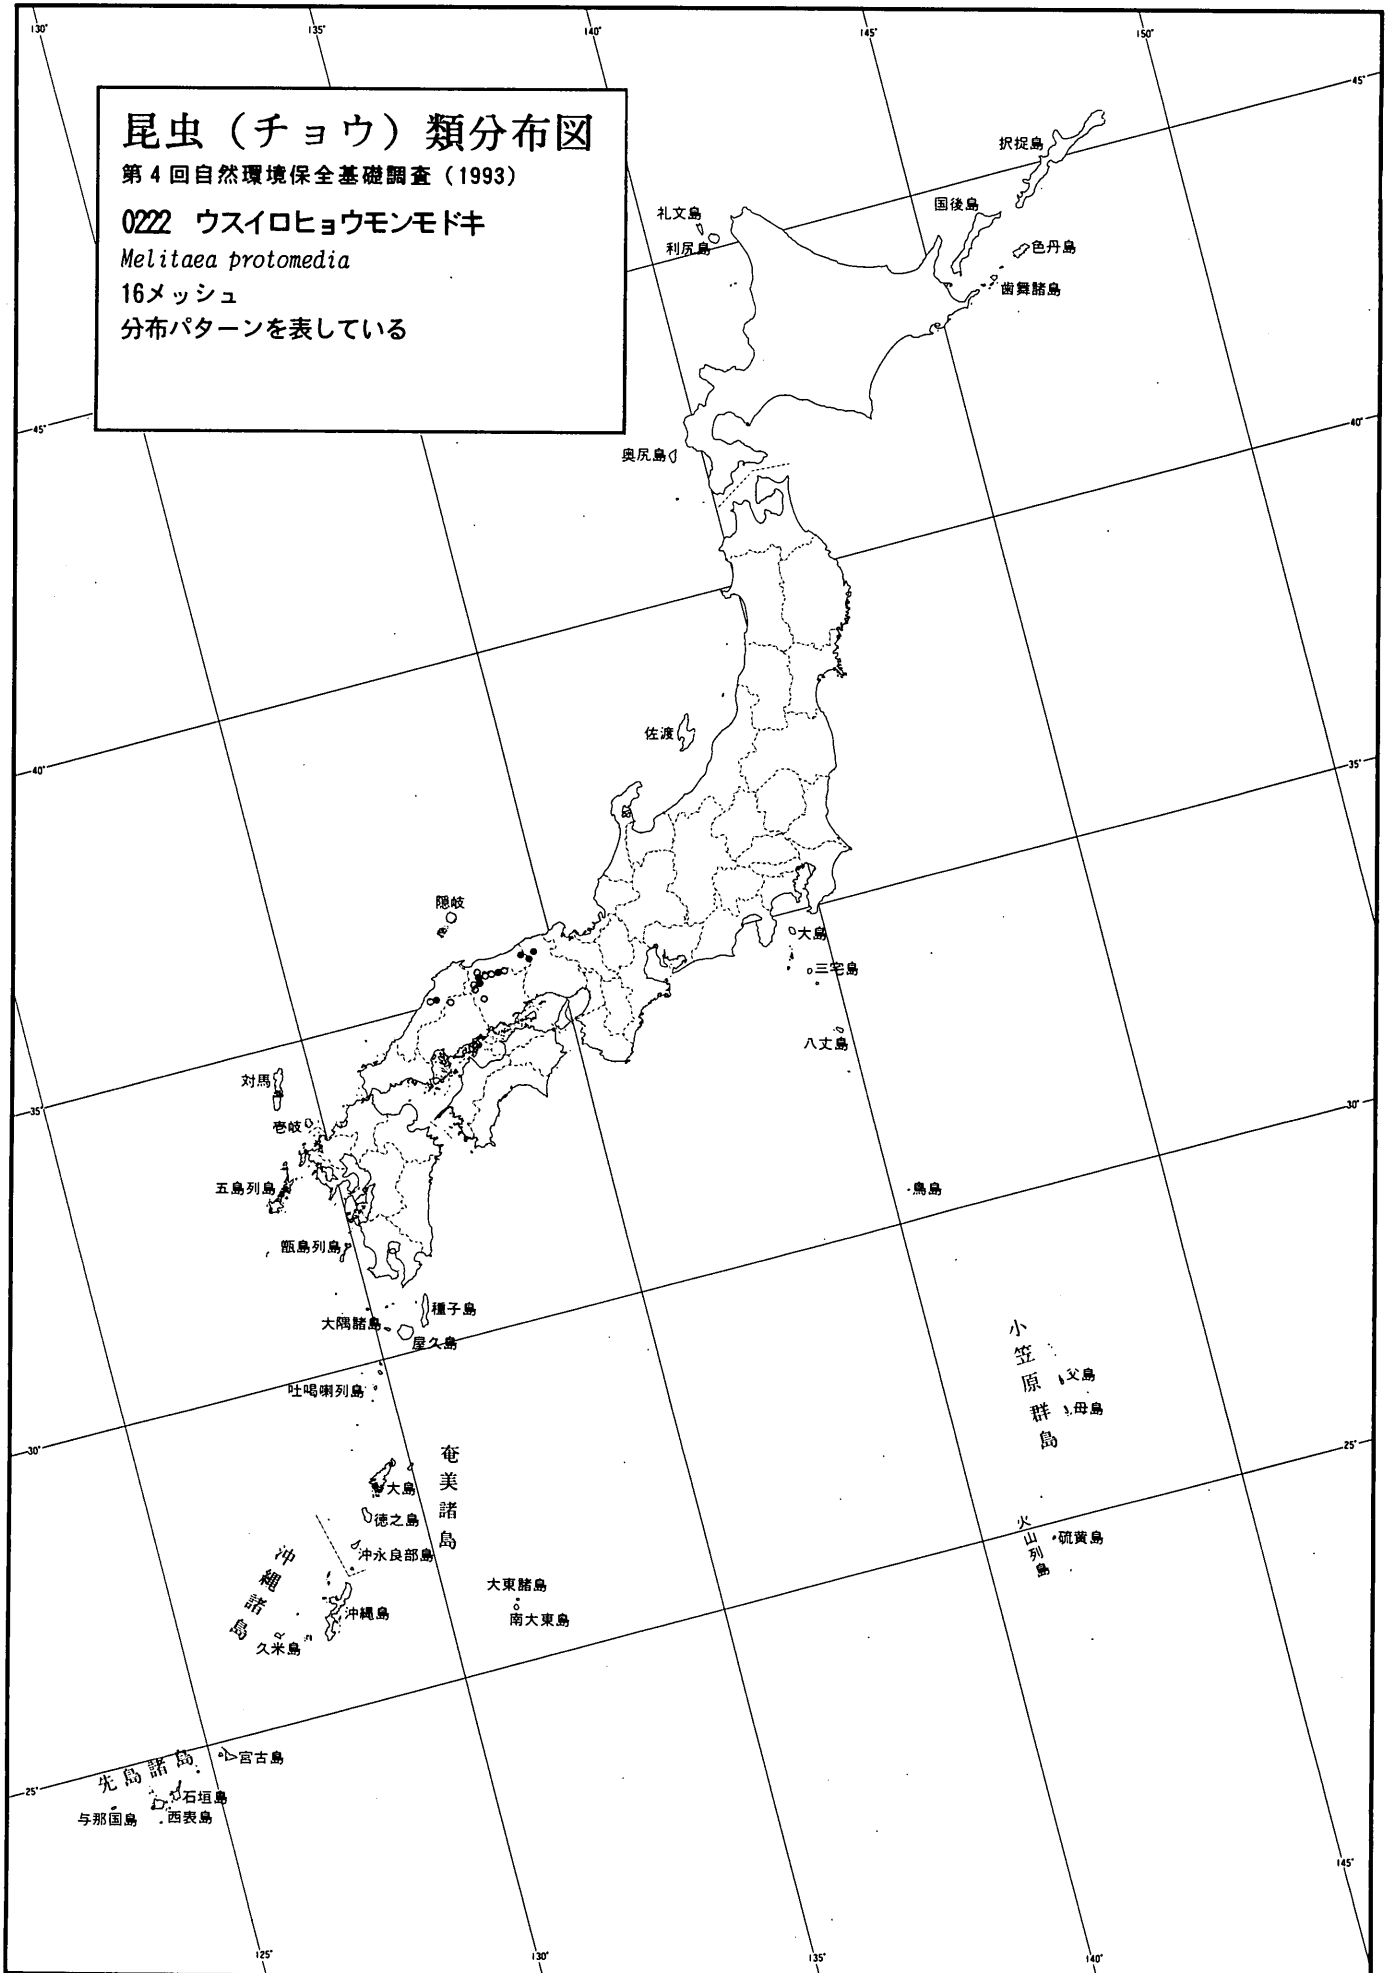 130°
135°
140°
145°
150°
昆虫（チョウ）類分布図
第4回自然環境保全基礎調査（1993）
0222 ウスイロヒョウモンモドキ
Melitaea protomedia
16メッシュ
分布パターンを表している
45°
択捉島
国後島
礼文島
利尻島
色丹島
歯舞諸島
45°
40°
奥尻島
佐渡
40°
35°
隠岐
大島
三宅島
八丈島
対馬
35°
壱岐
30°
五島列島
鳥島
甑島列島
種子島
大隅諸島
屋久島
吐喝喇列島
小笠原群島
父島
母島
30°
25°
奄美諸島
大島
徳之島
沖永良部島
火山列島
硫黄島
沖縄諸島
大東諸島
南大東島
沖縄島
久米島
先島諸島
宮古島
25°
石垣島
与那国島
西表島
145°
125°
130°
135°
140°